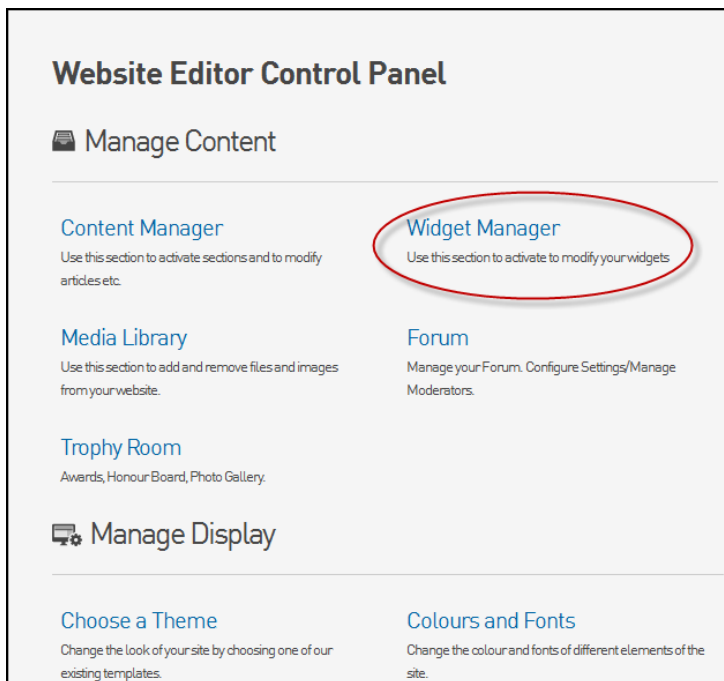 Website Editor Control Panel
Manage Content
Content Manager
Use this section to activate sections and to modify
articles etc.
Widget Manager
Use this section to activate to modify your widgets
Media Library
Use this section to add and remove files and images
from your website.
Forum
Manage your Forum. Configure Settings/Manage
Moderators.
Trophy Room
Awards, Honour Board, Photo Gallery.
Manage Display
Choose a Theme
Change the look of your site by choosing one of our
existing templates.
Colours and Fonts
Change the colour and fonts of different elements of the
site.